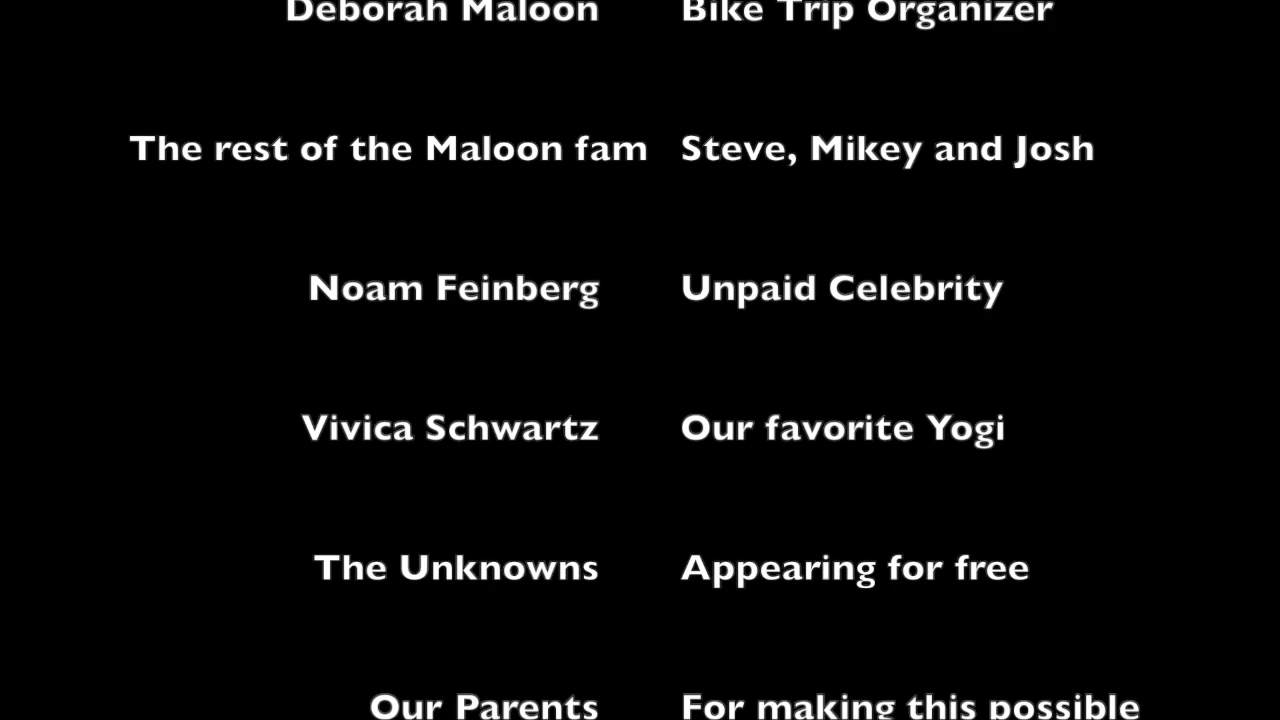 Deborah Maloon Bike Trip Organizer
The rest of the Maloon fam Steve, Mikey and Josh
Noam Feinberg Unpaid Celebrity
Vivica Schwartz Our favorite Yogi
The Unknowns Appearing for free
Our Parents For making this possible